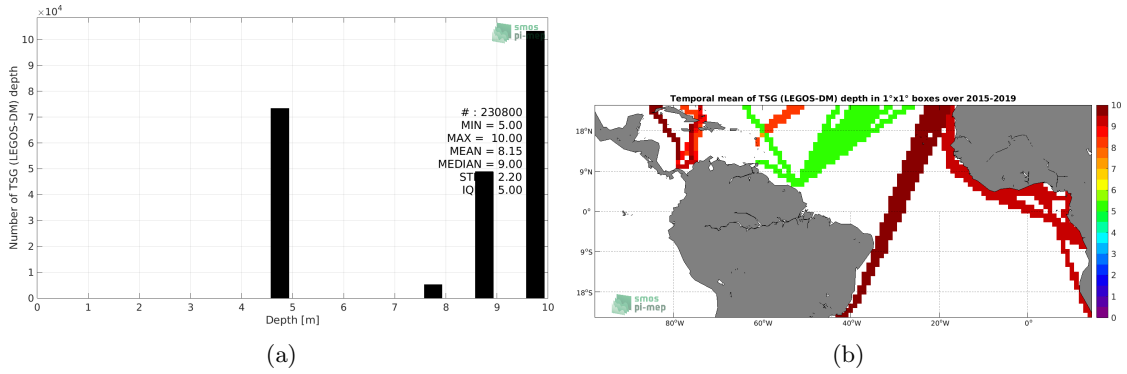 ×10⁴
smos
pi-mep
10
9
8
7
6
5
4
3
2
1
0
Number of TSG (LEGOS-DM) depth
# : 230800
MIN = 5.00
MAX = 10.00
MEAN = 8.15
MEDIAN = 9.00
2.20
5.00
0 1 2 3 4 5 6 7 8 9 10
Depth [m]
(a)
Temporal mean of TSG (LEGOS-DM) depth in 1°x1° boxes over 2015-2019
18°N
9°N
0°
9°S
18°S
80°W 60°W 40°W 20°W 0°
smos
pi-mep
10
9
8
7
6
5
4
3
2
1
0
(b)